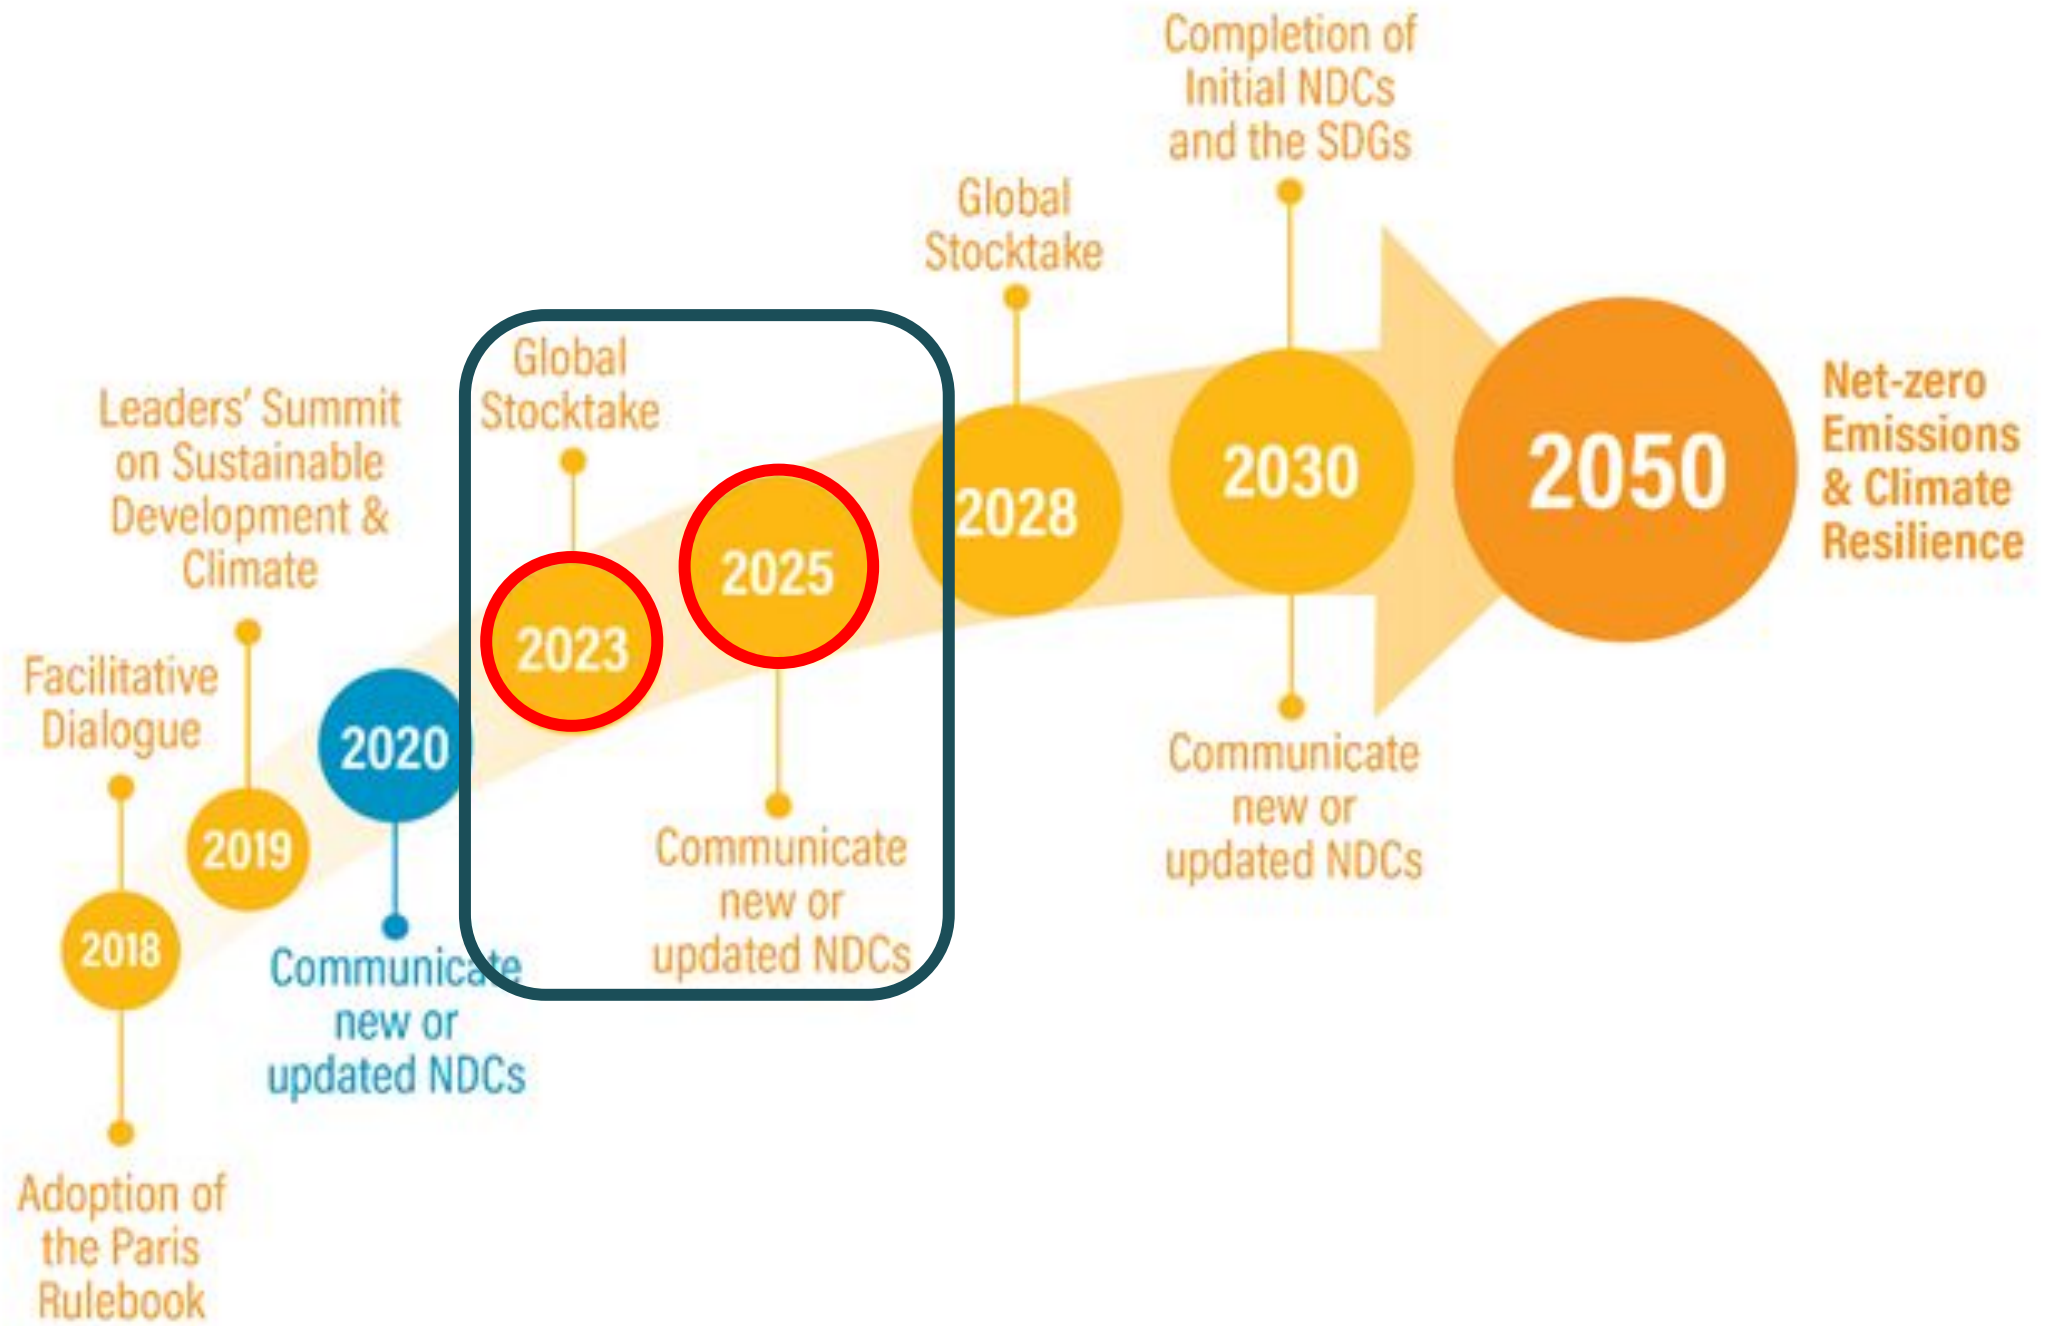 Facilitative
Dialogue
2018
Adoption of
the Paris
Rulebook
Leaders’ Summit
on Sustainable
Development &
Climate
2019
2020
Communicate
new or
updated NDCs
Global
Stocktake
2023
2025
Communicate
new or
updated NDCs
Global
Stocktake
2028
Completion of
Initial NDCs
and the SDGs
2030
Communicate
new or
updated NDCs
2050
Net-zero
Emissions
& Climate
Resilience